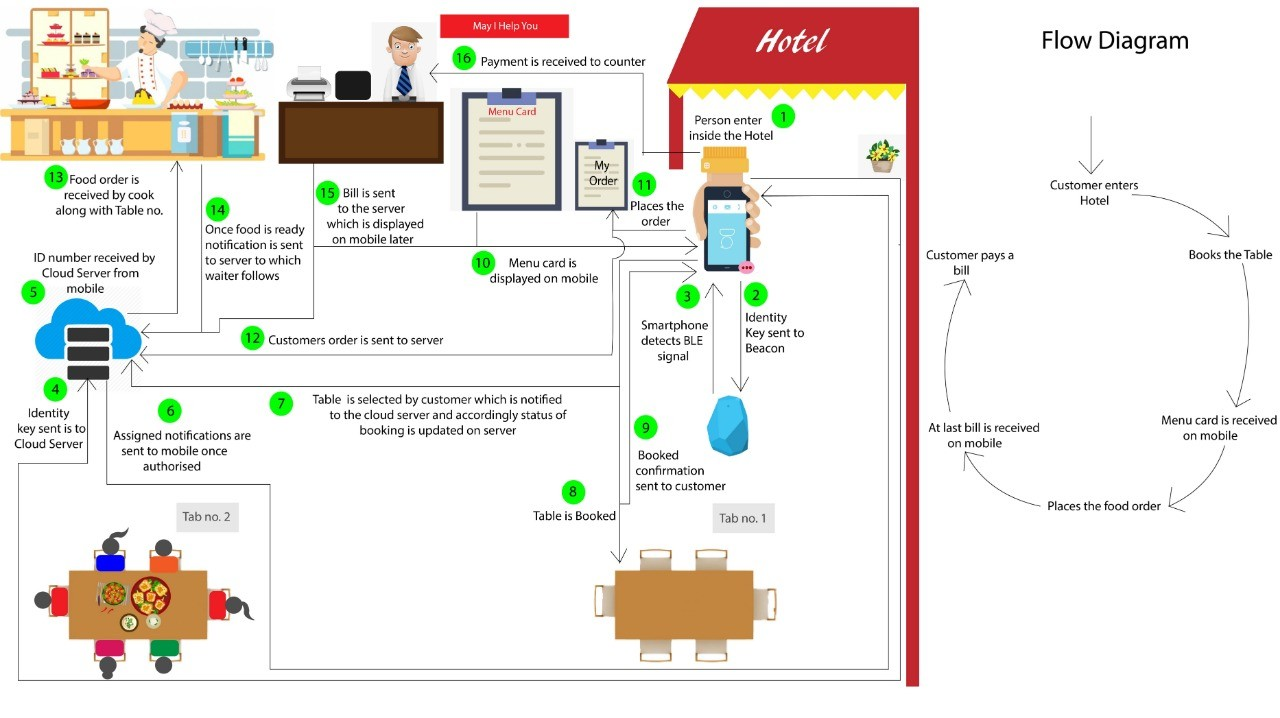 May I Help You
Hotel
Flow Diagram
16
Payment is received to counter
Menu Card
My
Order
Person enter
inside the Hotel
1
13
Food order is
received by cook
along with Table no.
14
Once food is ready
notification is sent
to server to which
waiter follows
15
Bill is sent
to the server
which is displayed
on mobile later
11
Places the
order
10
Menu card is
displayed on mobile
ID number received by
Cloud Server from
mobile
5
3
Smartphone
detects BLE
signal
2
Identity
Key sent to
Beacon
12
Customers order is sent to server
4
Identity
key sent is to
Cloud Server
6
Assigned notifications are
sent to mobile once
authorised
7
Table is selected by customer which is notified
to the cloud server and accordingly status of
booking is updated on server
9
Booked
confirmation
sent to customer
8
Table is Booked
Tab no. 2
Tab no. 1
Customer enters
Hotel
Books the Table
Menu card is received
on mobile
Places the food order
At last bill is received
on mobile
Customer pays a
bill